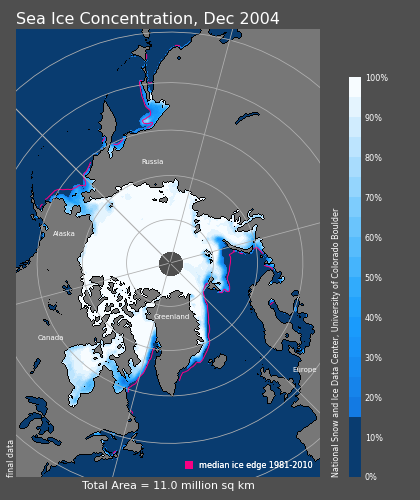 Sea Ice Concentration, Dec 2004
Russia
Alaska
Greenland
Canada
Europe
median ice edge 1981-2010
Total Area = 11.0 million sq km
final data
National Snow and Ice Data Center, University of Colorado Boulder
100%
90%
80%
70%
60%
50%
40%
30%
20%
10%
0%